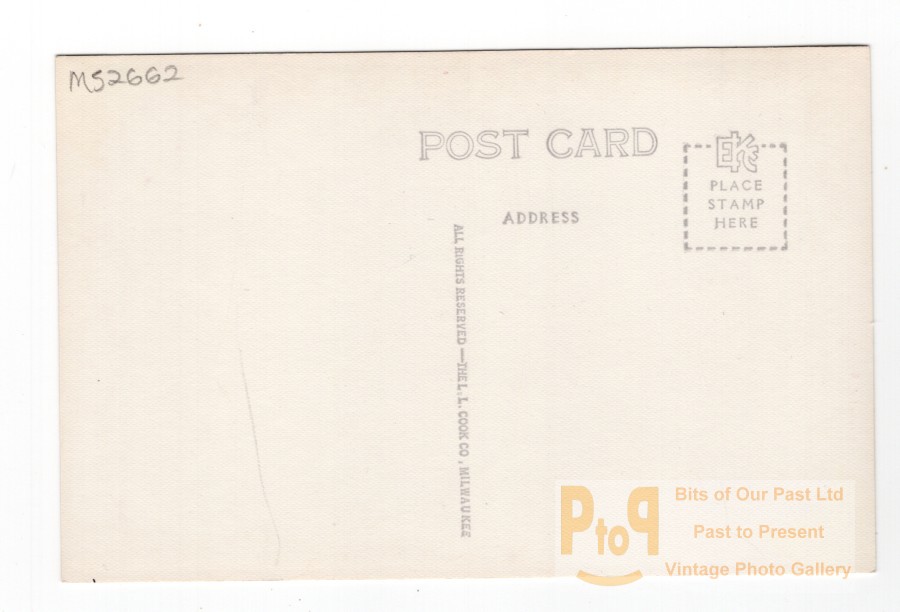 MS2662
POST CARD
EKC
PLACE
STAMP
HERE
ADDRESS
ALL RIGHTS RESERVED — THE L. L. COOK CO., MILWAUKEE
PtoP
Bits of Our Past Ltd
Past to Present
Vintage Photo Gallery